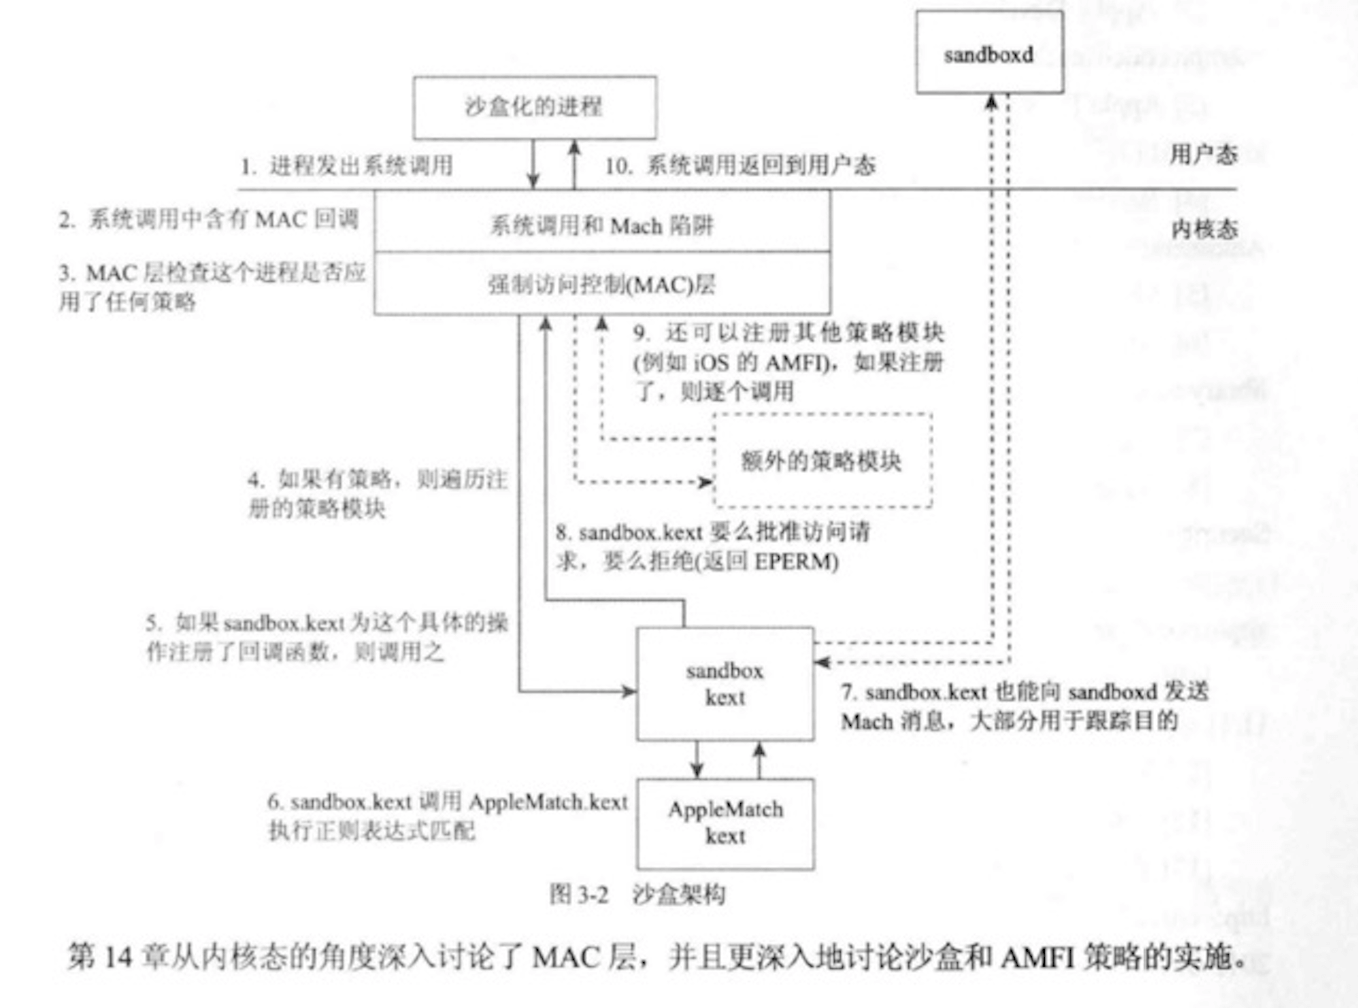 sandboxd
沙盒化的进程
1. 进程发出系统调用
10. 系统调用返回到用户态
用户态
2. 系统调用中含有 MAC 回调
系统调用和 Mach 陷阱
内核态
3. MAC 层检查这个进程是否应
用了任何策略
强制访问控制(MAC)层
9. 还可以注册其他策略模块
(例如 iOS 的 AMFI)，如果注册
了，则逐个调用
额外的策略模块
4. 如果有策略，则遍历注
册的策略模块
8. sandbox.kext 要么批准访问请
求，要么拒绝(返回 EPERM)
5. 如果 sandbox.kext 为这个具体的操
作注册了回调函数，则调用之
sandbox
kext
7. sandbox.kext 也能向 sandboxd 发送
Mach 消息，大部分用于跟踪目的
6. sandbox.kext 调用 AppleMatch.kext
执行正则表达式匹配
AppleMatch
kext
图 3-2 沙盒架构
第 14 章从内核态的角度深入讨论了 MAC 层，并且更深入地讨论沙盒和 AMFI 策略的实施。